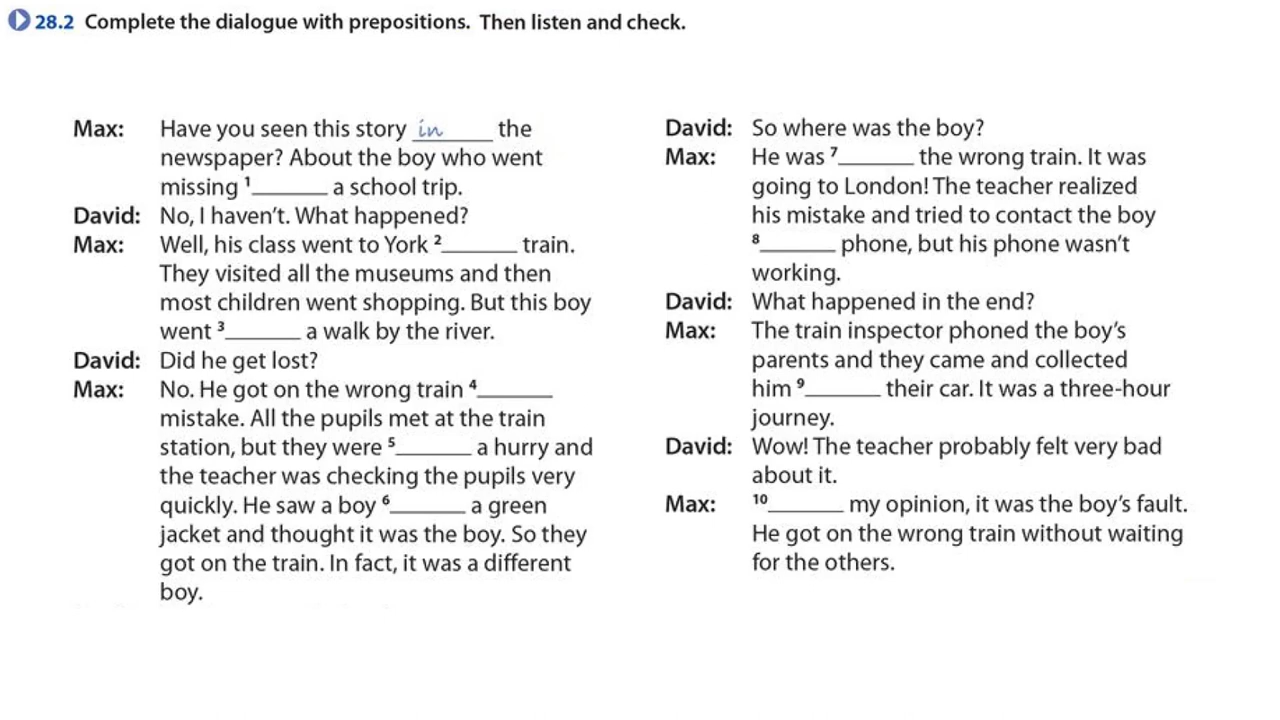 28.2 Complete the dialogue with prepositions. Then listen and check.
Max: Have you seen this story in the
newspaper? About the boy who went
missing 1______ a school trip.
David: No, I haven't. What happened?
Max: Well, his class went to York 2______ train.
They visited all the museums and then
most children went shopping. But this boy
went 3______ a walk by the river.
David: Did he get lost?
Max: No. He got on the wrong train 4______
mistake. All the pupils met at the train
station, but they were 5______ a hurry and
the teacher was checking the pupils very
quickly. He saw a boy 6______ a green
jacket and thought it was the boy. So they
got on the train. In fact, it was a different
boy.
David: So where was the boy?
Max: He was 7______ the wrong train. It was
going to London! The teacher realized
his mistake and tried to contact the boy
8______ phone, but his phone wasn't
working.
David: What happened in the end?
Max: The train inspector phoned the boy's
parents and they came and collected
him 9______ their car. It was a three-hour
journey.
David: Wow! The teacher probably felt very bad
about it.
Max: 10______ my opinion, it was the boy's fault.
He got on the wrong train without waiting
for the others.